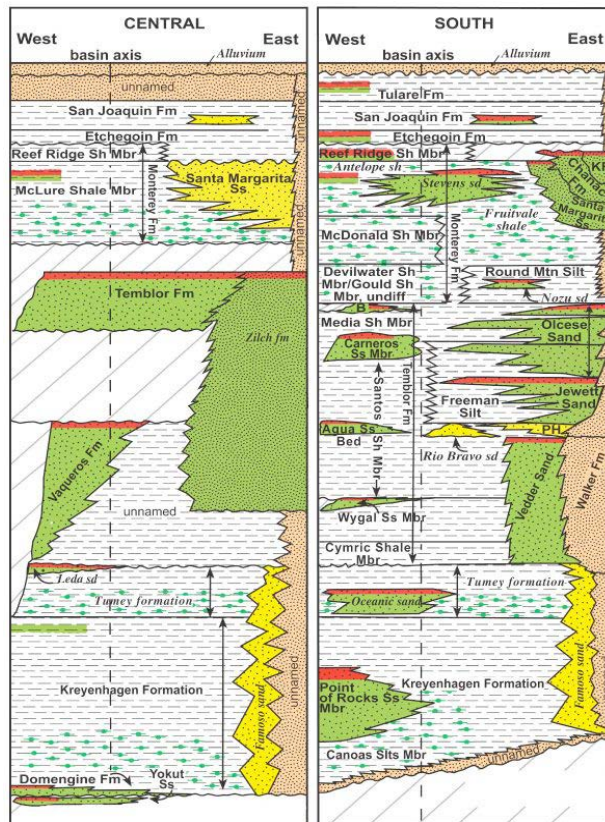 CENTRAL
West
East
basin axis
Alluvium
unnamed
San Joaquin Fm
Etchegoin Fm
unnamed
Reef Ridge Sh Mbr
McLure Shale Mbr
Monterey Fm
Santa Margarita
Ss.
unnamed
Temblor Fm
Zilch fm
Vaqueros Fm
unnamed
Leda sd
Tumey formation
Kreyenhagen Formation
Famoso sand
unnamed
Domengine Fm
Yokut
Ss
SOUTH
West
East
basin axis
Alluvium
Tulare Fm
San Joaquin Fm
Etchegoin Fm
Reef Ridge Sh Mbr
Antelope sh
Stevens sd
Chanac
Fm
Santa
Margarita
Ss
Fruitvale
shale
McDonald Sh Mbr
Monterey Fm
Devilwater Sh
Mbr/Gould Sh
Mbr, undiff
Round Mtn Silt
Nozu sd
B
Media Sh Mbr
Carneros
Ss Mbr
Olcese
Sand
Temblor Fm
Santos
Sh Mbr
Freeman
Silt
Jewett
Sand
Agua Ss
Bed
Rio Bravo sd
PH
Vedder Sand
Walker Fm
Wygal Ss Mbr
Cymric Shale
Mbr
Tumey formation
Oceanic sand
Kreyenhagen Formation
Famoso sand
Point
of Rocks Ss
Mbr
Canoas Slts Mbr
unnamed